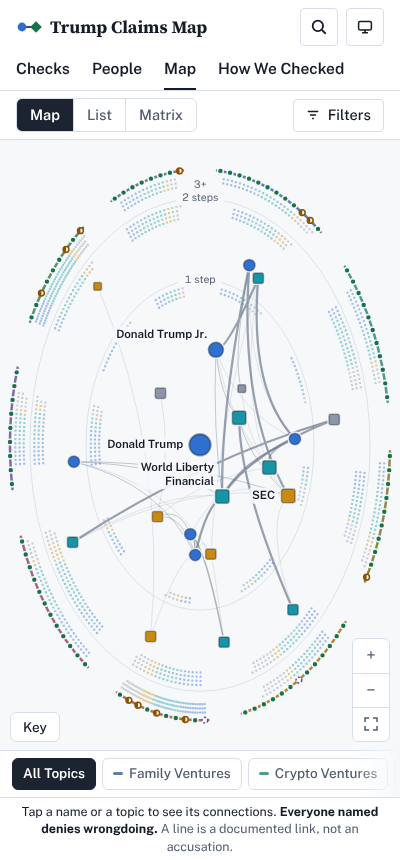 Trump Claims Map
Checks People Map How We Checked
Map List Matrix Filters
3+
2 steps
1 step
Donald Trump Jr.
Donald Trump
World Liberty
Financial
SEC
+
−
Key
All Topics Family Ventures Crypto Ventures
Tap a name or a topic to see its connections. Everyone named
denies wrongdoing. A line is a documented link, not an
accusation.